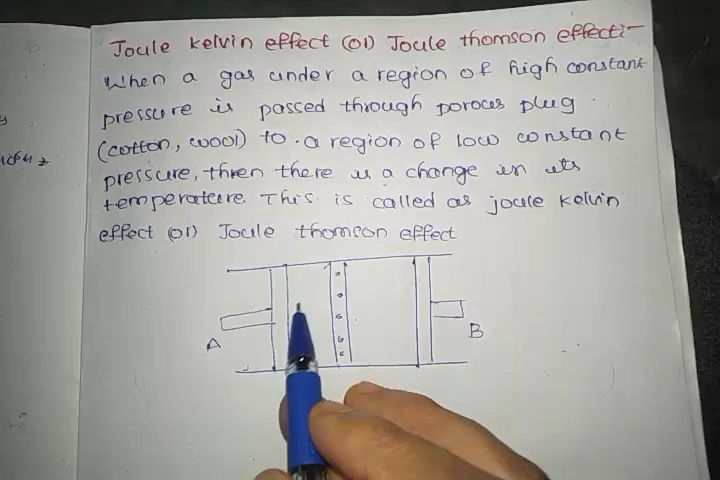 Joule kelvin effect (or) Joule thomson effect:-
When a gas under a region of high constant
pressure is passed through porous plug
(cotton, wool) to a region of low constant
pressure, then there is a change in its
temperature. This is called as joule kelvin
effect (or) Joule thomson effect
A
B